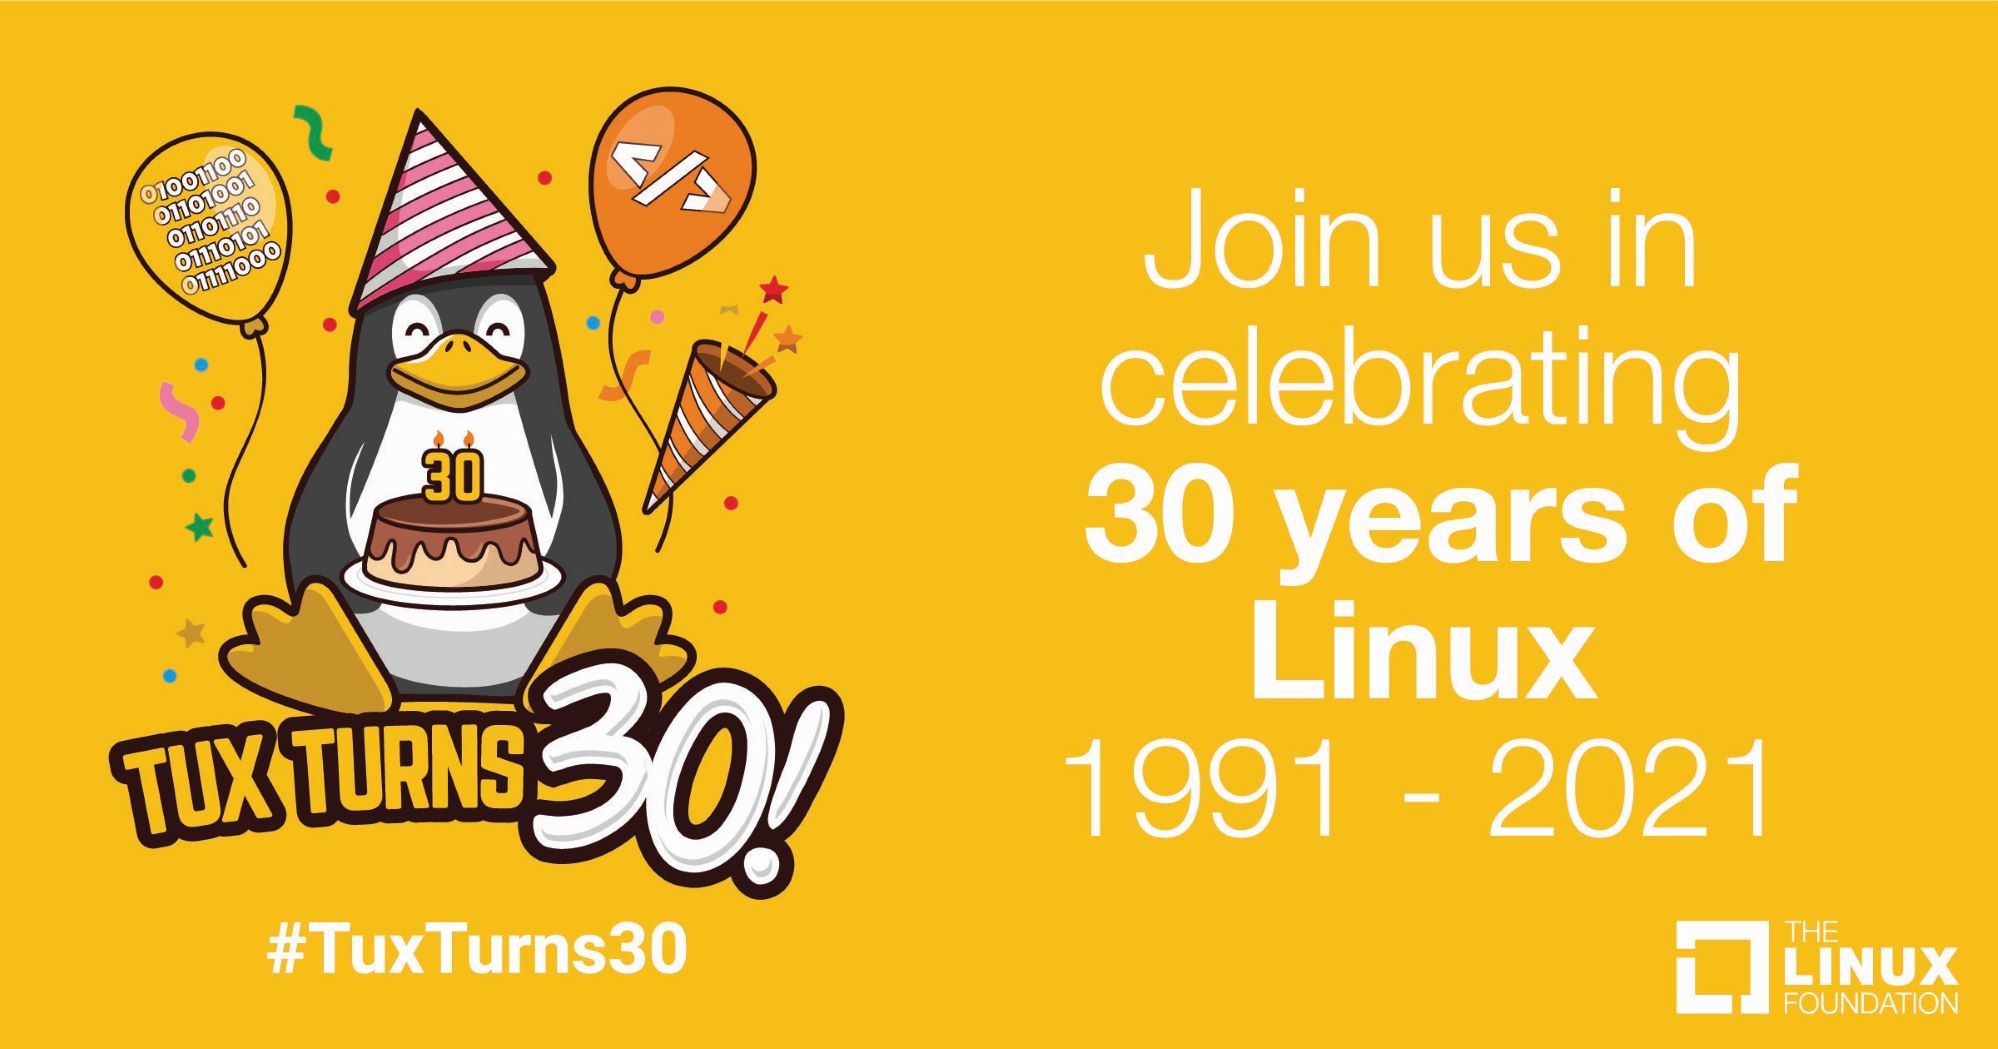 01001100
01101001
01101110
01110101
01111000
</>
30
TUX TURNS 30!
#TuxTurns30
Join us in
celebrating
30 years of
Linux
1991 - 2021
THE
LINUX
FOUNDATION